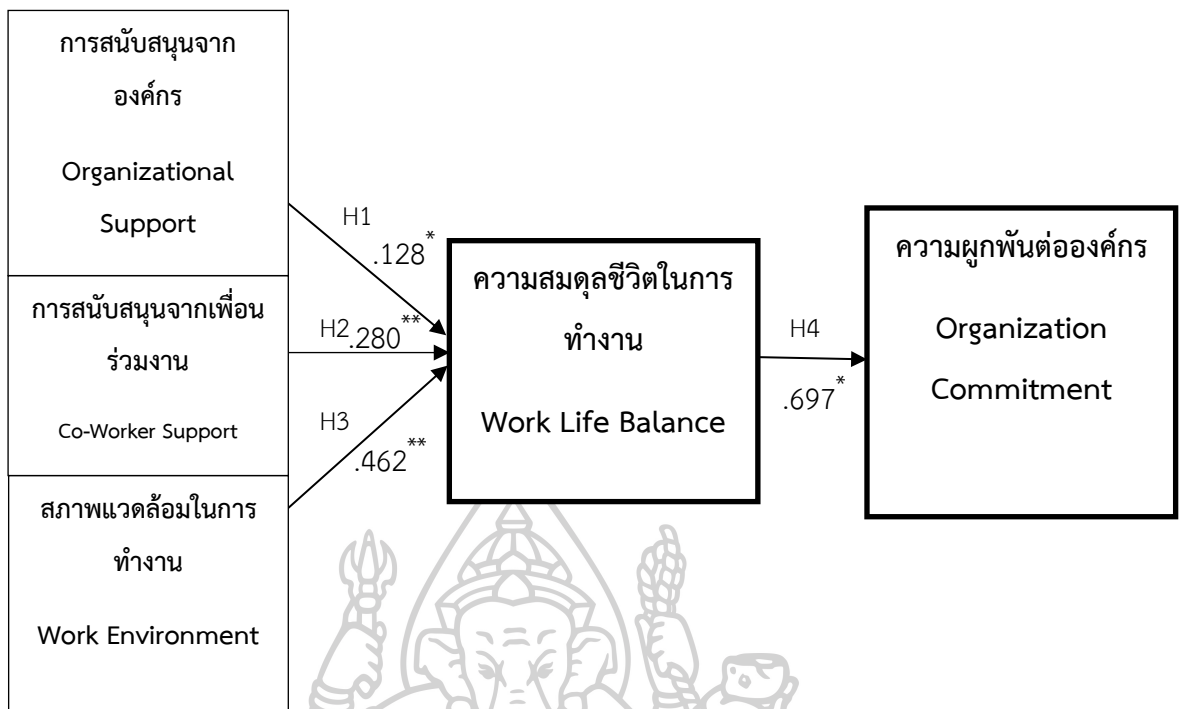 การสนับสนุนจาก
องค์กร
Organizational
Support
การสนับสนุนจากเพื่อน
ร่วมงาน
Co-Worker Support
สภาพแวดล้อมในการ
ทำงาน
Work Environment
H1
.128*
H2 .280**
H3
.462**
ความสมดุลชีวิตในการ
ทำงาน
Work Life Balance
H4
.697*
ความผูกพันต่อองค์กร
Organization
Commitment